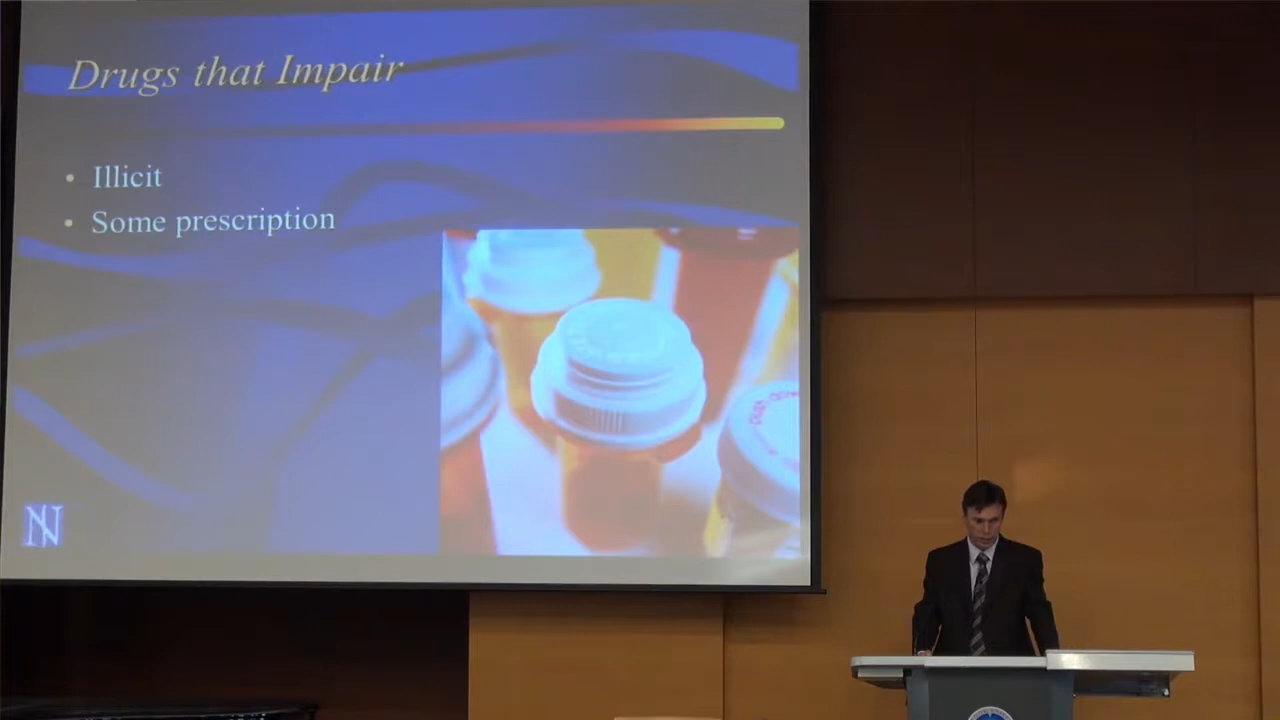 Drugs that Impair
• Illicit
• Some prescription
N